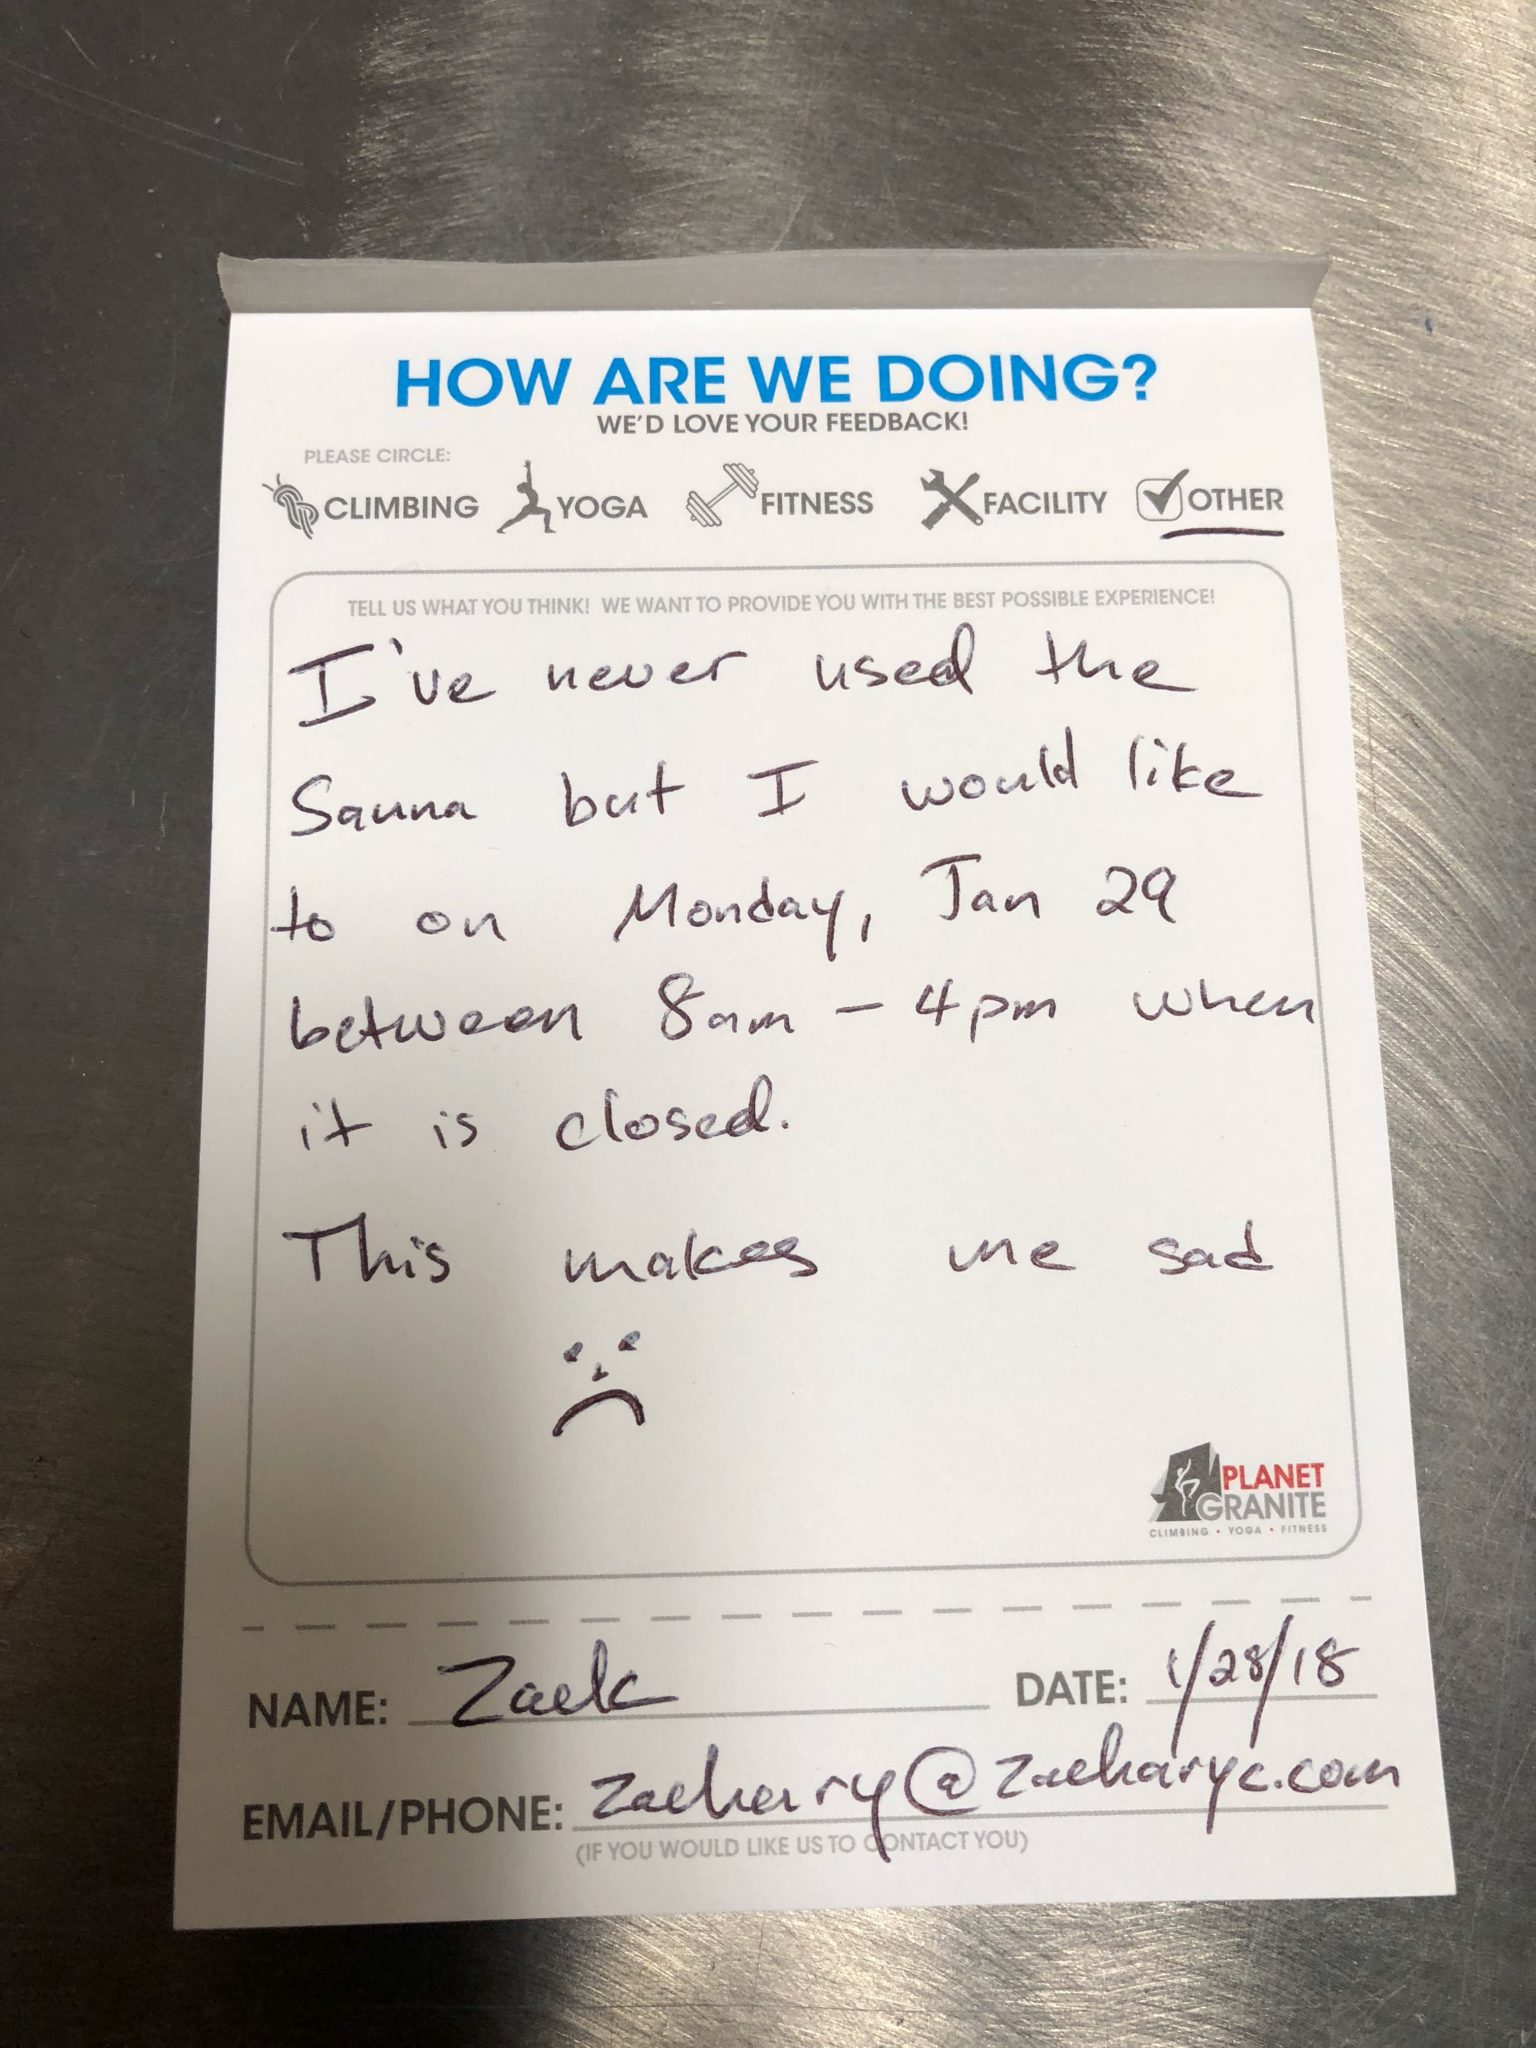 HOW ARE WE DOING?
WE'D LOVE YOUR FEEDBACK!
PLEASE CIRCLE:
CLIMBING YOGA FITNESS FACILITY OTHER
TELL US WHAT YOU THINK! WE WANT TO PROVIDE YOU WITH THE BEST POSSIBLE EXPERIENCE!
I've never used the
Sauna but I would like
to on Monday, Jan 29
between 8am - 4pm when
it is closed.
This makes me sad
PLANET
GRANITE
CLIMBING • YOGA • FITNESS
NAME: Zack DATE: 1/28/18
EMAIL/PHONE: zachary@zacharyc.com
(IF YOU WOULD LIKE US TO CONTACT YOU)